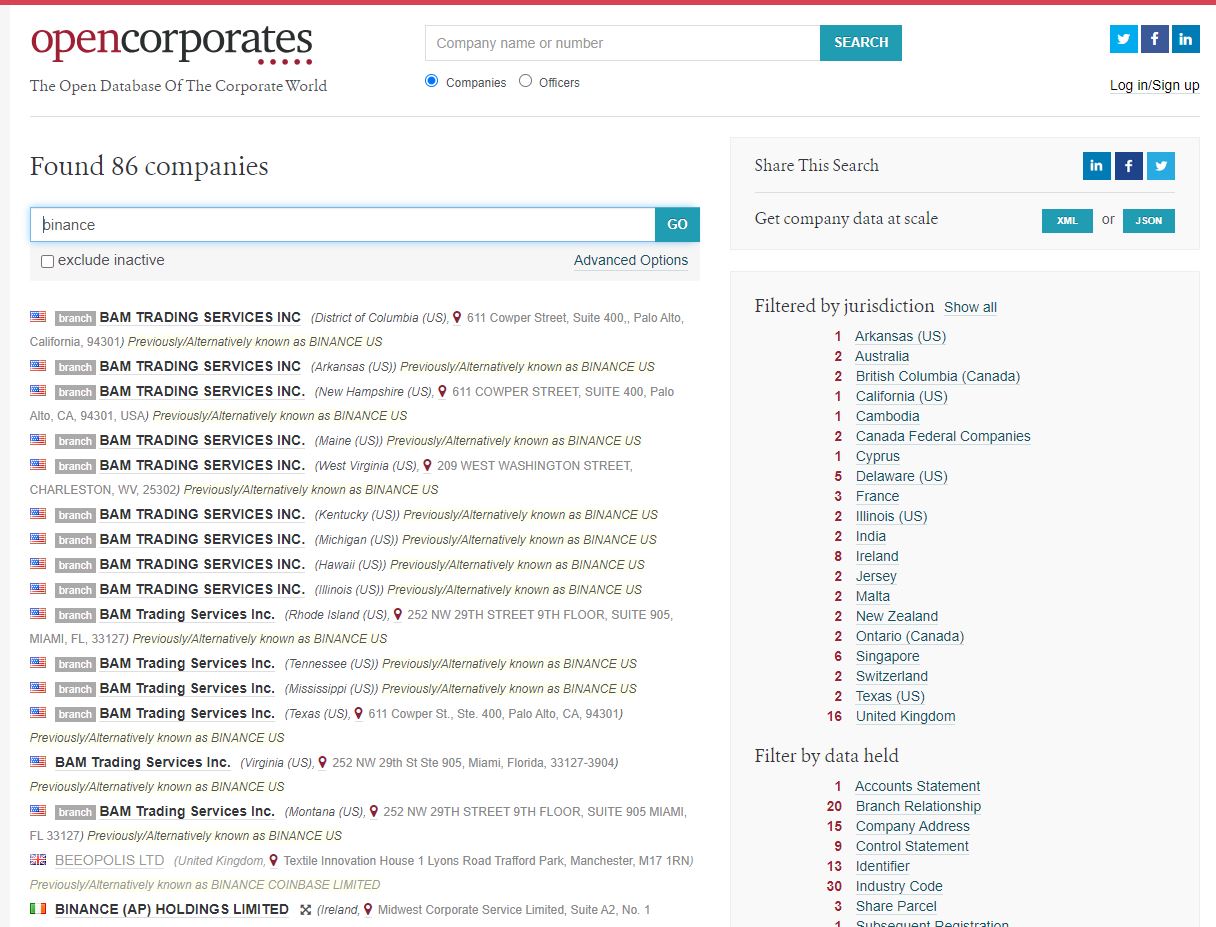 opencorporates
The Open Database Of The Corporate World
Company name or number
SEARCH
Companies Officers
Log in/Sign up
Found 86 companies
binance
GO
exclude inactive
Advanced Options
branch BAM TRADING SERVICES INC (District of Columbia (US), 611 Cowper Street, Suite 400,, Palo Alto,
California, 94301) Previously/Alternatively known as BINANCE US
branch BAM TRADING SERVICES INC (Arkansas (US)) Previously/Alternatively known as BINANCE US
branch BAM TRADING SERVICES INC. (New Hampshire (US), 611 COWPER STREET, SUITE 400, Palo
Alto, CA, 94301, USA) Previously/Alternatively known as BINANCE US
branch BAM TRADING SERVICES INC. (Maine (US)) Previously/Alternatively known as BINANCE US
branch BAM TRADING SERVICES INC. (West Virginia (US), 209 WEST WASHINGTON STREET,
CHARLESTON, WV, 25302) Previously/Alternatively known as BINANCE US
branch BAM TRADING SERVICES INC. (Kentucky (US)) Previously/Alternatively known as BINANCE US
branch BAM TRADING SERVICES INC. (Michigan (US)) Previously/Alternatively known as BINANCE US
branch BAM TRADING SERVICES INC. (Hawaii (US)) Previously/Alternatively known as BINANCE US
branch BAM TRADING SERVICES INC. (Illinois (US)) Previously/Alternatively known as BINANCE US
branch BAM Trading Services Inc. (Rhode Island (US), 252 NW 29TH STREET 9TH FLOOR, SUITE 905,
MIAMI, FL, 33127) Previously/Alternatively known as BINANCE US
branch BAM Trading Services Inc. (Tennessee (US)) Previously/Alternatively known as BINANCE US
branch BAM Trading Services Inc. (Mississippi (US)) Previously/Alternatively known as BINANCE US
branch BAM Trading Services Inc. (Texas (US), 611 Cowper St., Ste. 400, Palo Alto, CA, 94301)
Previously/Alternatively known as BINANCE US
BAM Trading Services Inc. (Virginia (US), 252 NW 29th St Ste 905, Miami, Florida, 33127-3904)
Previously/Alternatively known as BINANCE US
branch BAM Trading Services Inc. (Montana (US), 252 NW 29TH STREET 9TH FLOOR, SUITE 905 MIAMI,
FL 33127) Previously/Alternatively known as BINANCE US
BEEOPOLIS LTD (United Kingdom, Textile Innovation House 1 Lyons Road Trafford Park, Manchester, M17 1RN)
Previously/Alternatively known as BINANCE COINBASE LIMITED
BINANCE (AP) HOLDINGS LIMITED (Ireland, Midwest Corporate Service Limited, Suite A2, No. 1
Share This Search
Get company data at scale XML or JSON
Filtered by jurisdiction Show all
1 Arkansas (US)
2 Australia
2 British Columbia (Canada)
1 California (US)
1 Cambodia
2 Canada Federal Companies
1 Cyprus
5 Delaware (US)
3 France
2 Illinois (US)
2 India
8 Ireland
2 Jersey
2 Malta
2 New Zealand
2 Ontario (Canada)
6 Singapore
2 Switzerland
2 Texas (US)
16 United Kingdom
Filter by data held
1 Accounts Statement
20 Branch Relationship
15 Company Address
9 Control Statement
13 Identifier
30 Industry Code
3 Share Parcel
1 Subsequent Registration